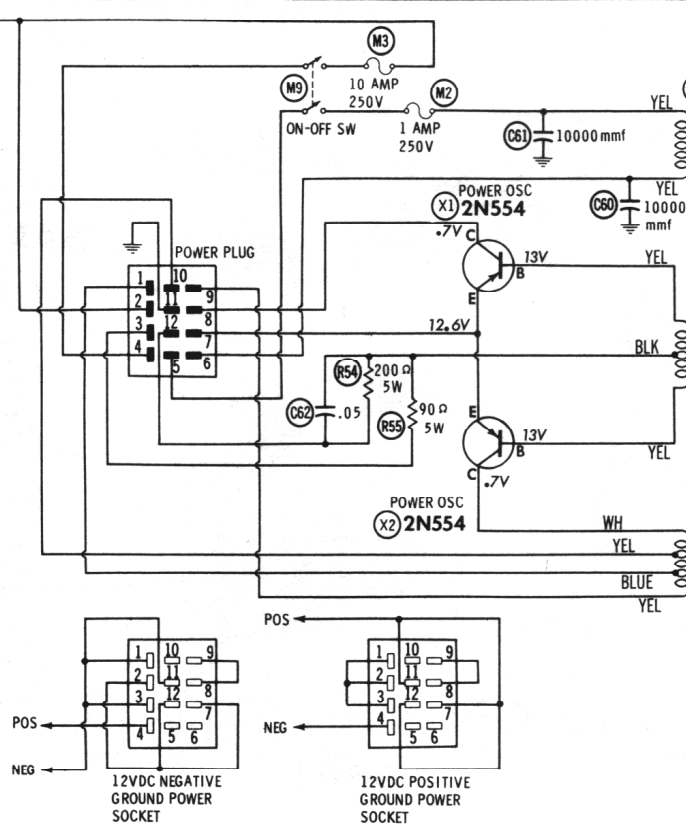 M3
10 AMP
250V
M9
ON-OFF SW
M2
1 AMP
250V
YEL
C61 10000mmf
YEL
C60 10000
mmf
POWER OSC
X1 2N554
.7V C
13V
B
E
YEL
POWER PLUG
1 10 9
2 11 8
3 12 7
4 5 6
12.6V
BLK
R54 200Ω
5W
C62 .05
R55 90Ω
5W
E
13V
B
YEL
C .7V
POWER OSC
X2 2N554
WH
YEL
BLUE
YEL
POS
1 10 9
2 11 8
3 12 7
4 5 6
POS
NEG
12VDC NEGATIVE
GROUND POWER
SOCKET
1 10 9
2 11 8
3 12 7
4 5 6
NEG
12VDC POSITIVE
GROUND POWER
SOCKET